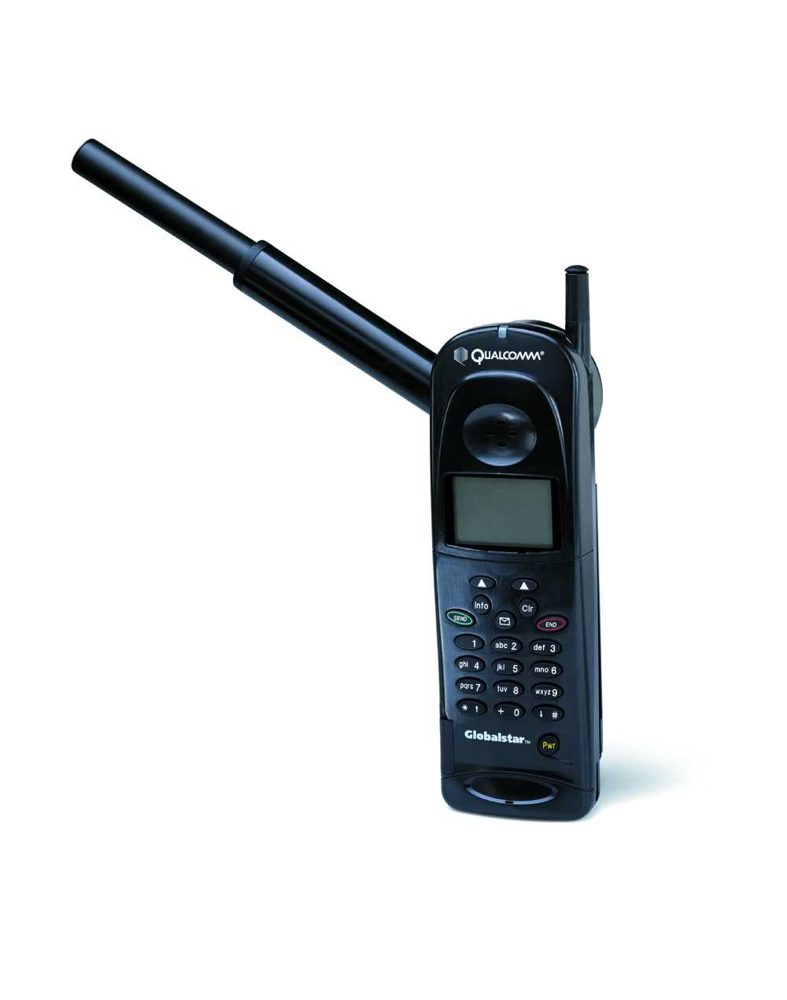 QUALCOMM®
Info Clr
SEND END
1 abc 2 def 3
ghi 4 jkl 5 mno 6
pqrs 7 tuv 8 wxyz 9
* ↑ + 0 ↓ #
Globalstar™ Pwr